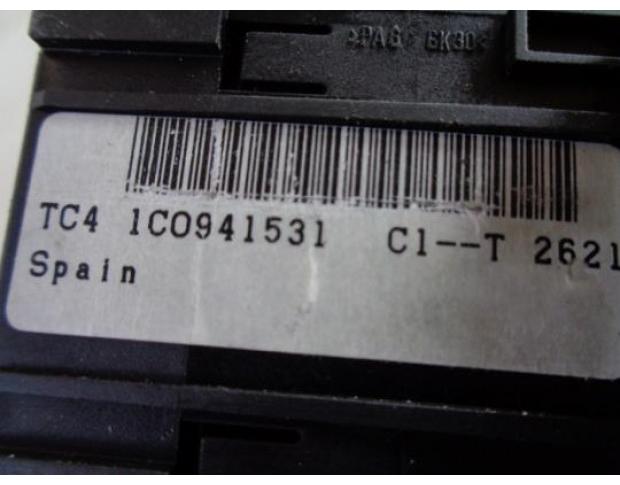 >PA6 GK30<
TC4 1C0941531 C1--T 2621
Spain